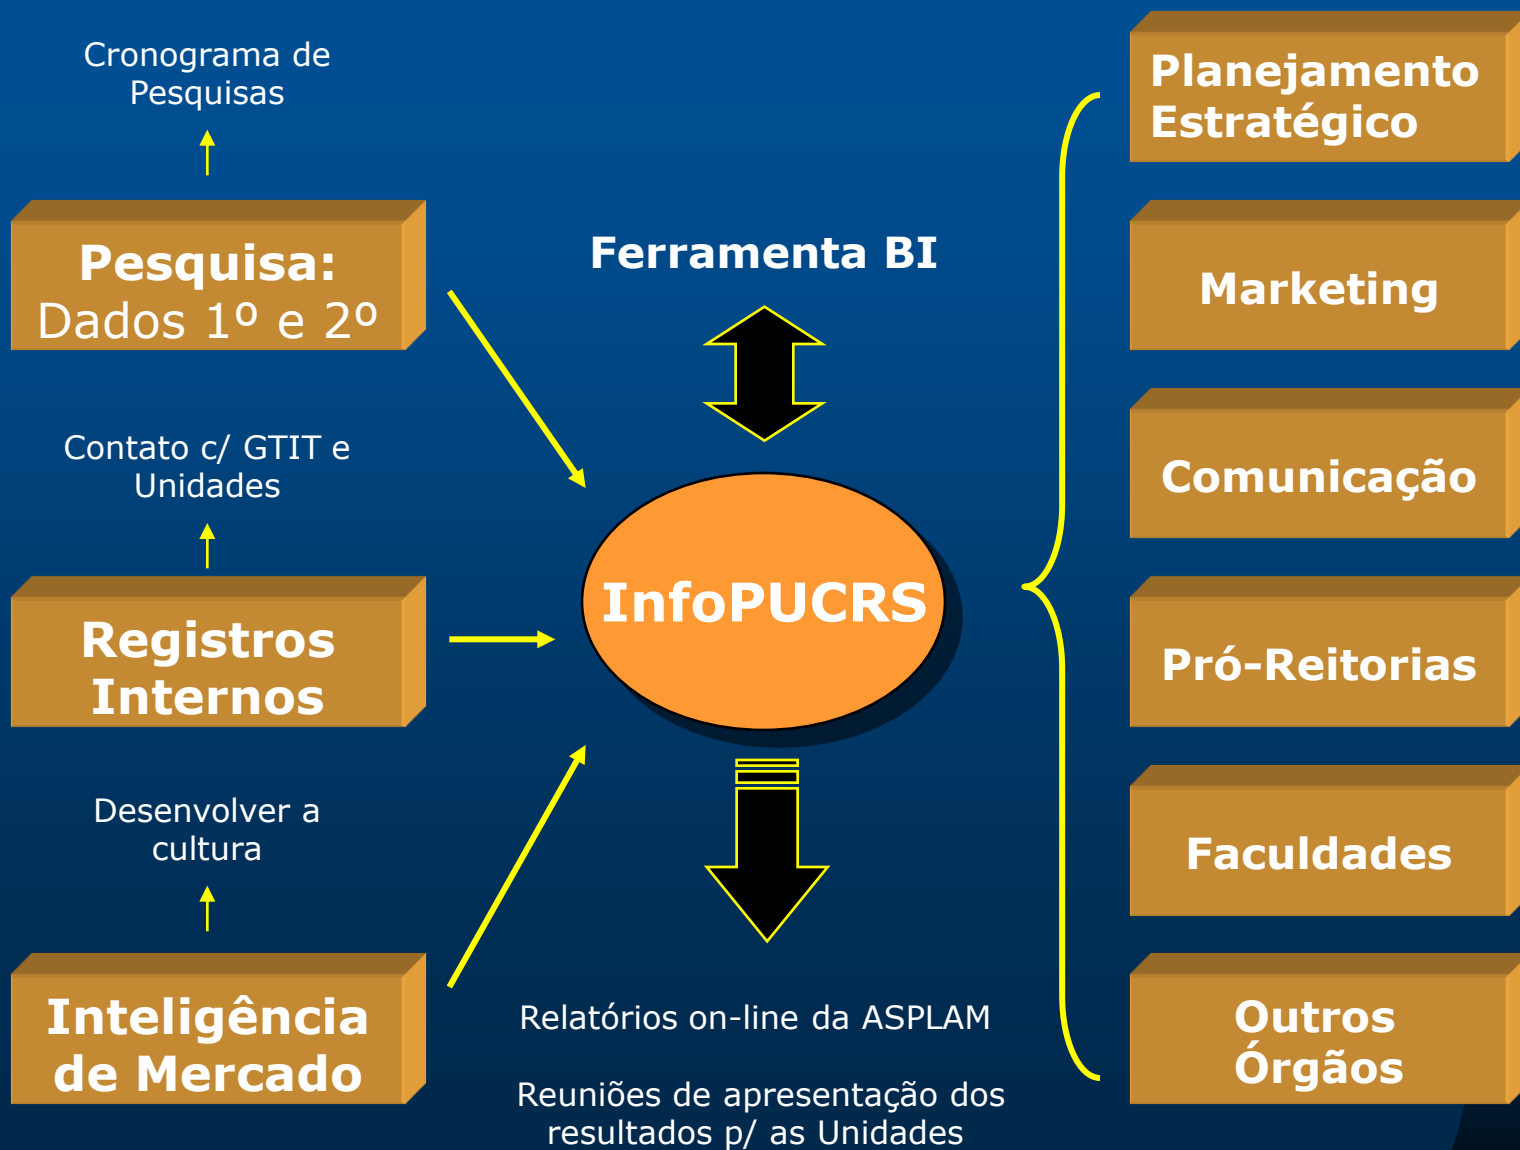 Cronograma de
Pesquisas
Pesquisa:
Dados 1º e 2º
Contato c/ GTIT e
Unidades
Registros
Internos
Desenvolver a
cultura
Inteligência
de Mercado
Ferramenta BI
InfoPUCRS
Relatórios on-line da ASPLAM
Reuniões de apresentação dos
resultados p/ as Unidades
Planejamento
Estratégico
Marketing
Comunicação
Pró-Reitorias
Faculdades
Outros
Órgãos